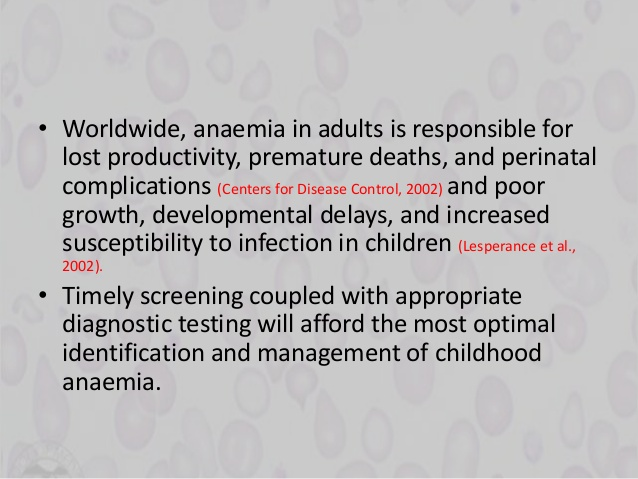 • Worldwide, anaemia in adults is responsible for
lost productivity, premature deaths, and perinatal
complications (Centers for Disease Control, 2002) and poor
growth, developmental delays, and increased
susceptibility to infection in children (Lesperance et al.,
2002).
• Timely screening coupled with appropriate
diagnostic testing will afford the most optimal
identification and management of childhood
anaemia.